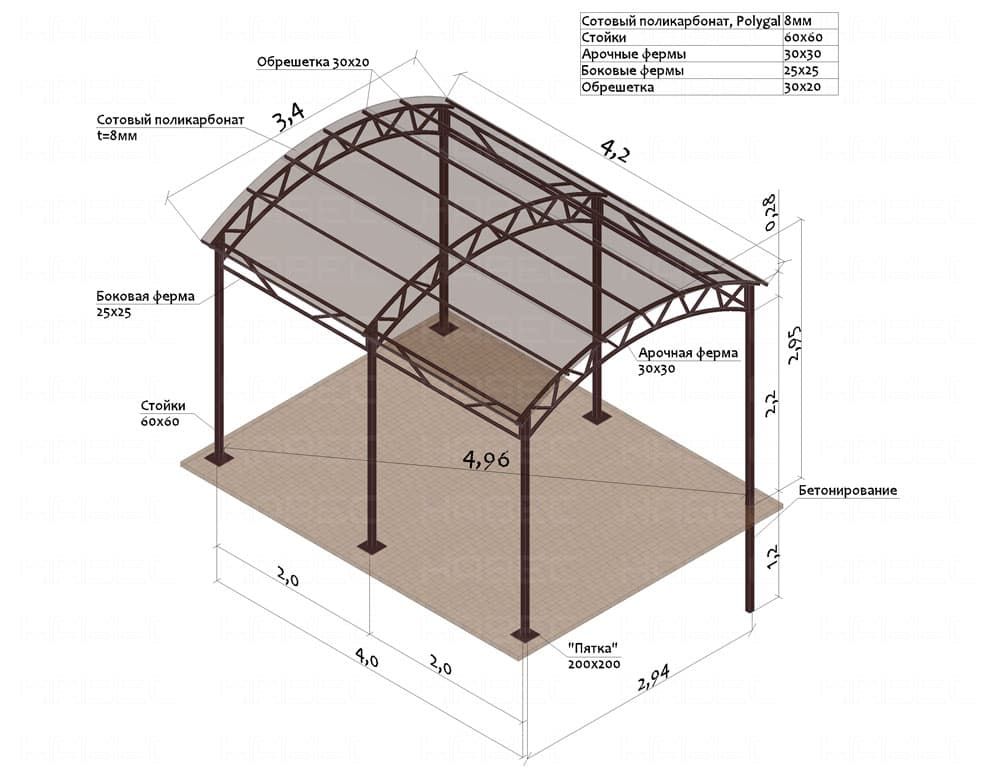 Сотовый поликарбонат, Polygal 8мм
Стойки 60х60
Арочные фермы 30х30
Боковые фермы 25х25
Обрешетка 30х20
Обрешетка 30х20
3,4
4,2
Сотовый поликарбонат
t=8мм
0,28
Боковая ферма
25х25
2,95
Арочная ферма
30х30
2,2
Стойки
60х60
4,96
Бетонирование
1,2
2,0
4,0
2,0
"Пятка"
200х200
2,94